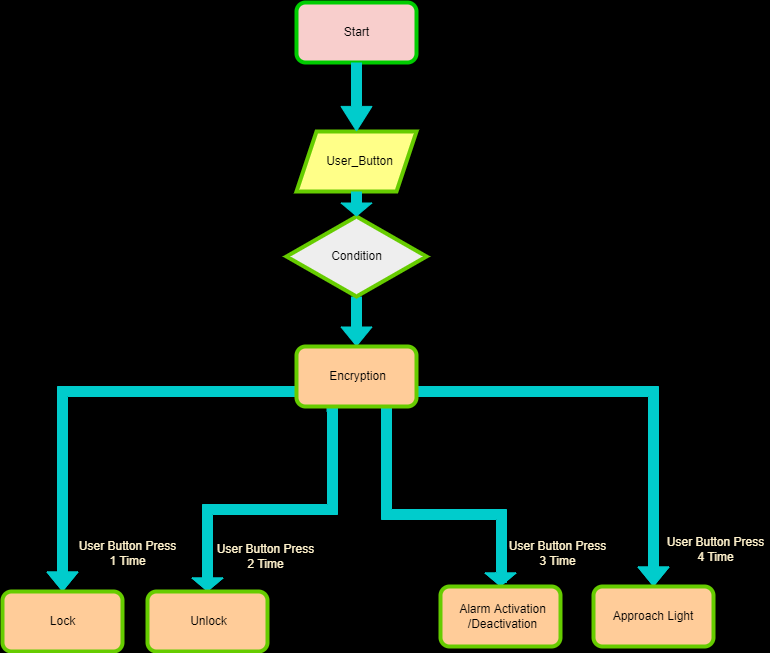 Start
User_Button
Condition
Encryption
User Button Press
1 Time
User Button Press
2 Time
User Button Press
3 Time
User Button Press
4 Time
Lock
Unlock
Alarm Activation
/Deactivation
Approach Light